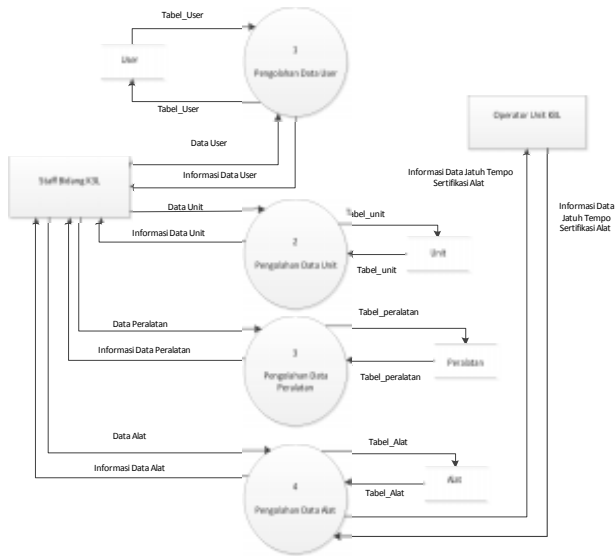 Tabel_User
1
Pengolahan Data User
User
Tabel_User
Operator Unit K3L
Data User
Informasi Data User
Staff Bidang K3L
Informasi Data Jatuh Tempo
Sertifikasi Alat
Informasi Data
Jatuh Tempo
Sertifikasi Alat
Data Unit
Tabel_unit
Informasi Data Unit
2
Pengolahan Data Unit
Unit
Tabel_unit
Data Peralatan
Tabel_peralatan
Informasi Data Peralatan
3
Pengolahan Data
Peralatan
Peralatan
Tabel_peralatan
Data Alat
Tabel_Alat
Informasi Data Alat
4
Pengolahan Data Alat
Alat
Tabel_Alat